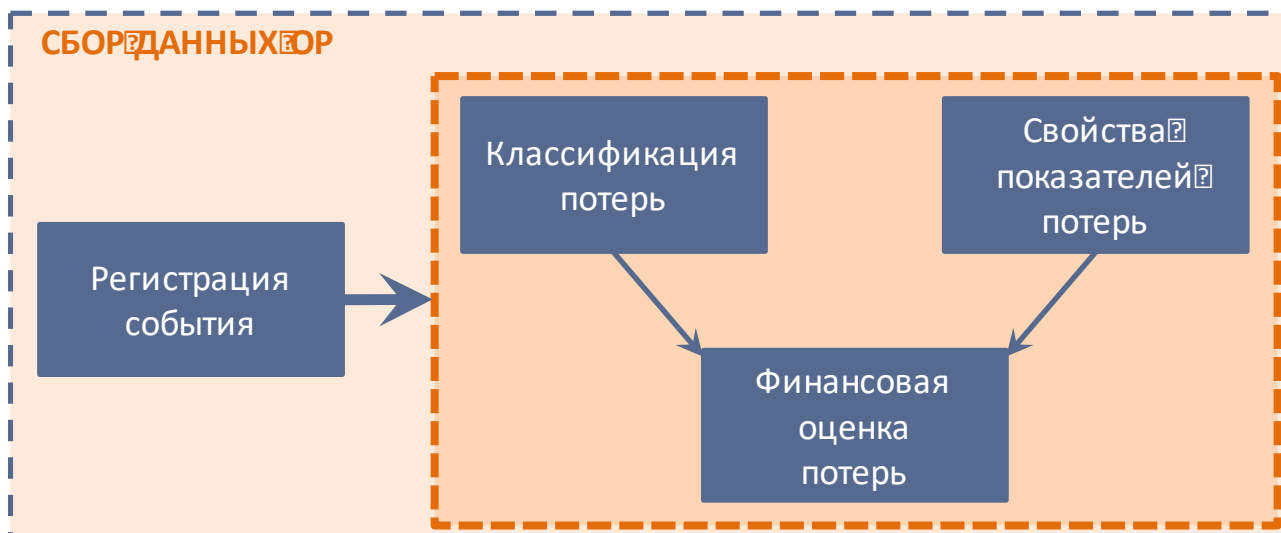 СБОР ДАННЫХ ОР
Классификация
потерь
Свойства
показателей
потерь
Регистрация
события
Финансовая
оценка
потерь